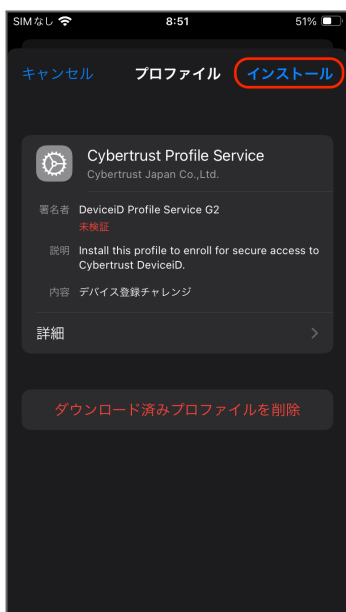 SIMなし 8:51 51%
キャンセル プロファイル インストール
Cybertrust Profile Service
Cybertrust Japan Co.,Ltd.
署名者 DeviceiD Profile Service G2
未検証
説明 Install this profile to enroll for secure access to
Cybertrust DeviceiD.
内容 デバイス登録チャレンジ
詳細
ダウンロード済みプロファイルを削除